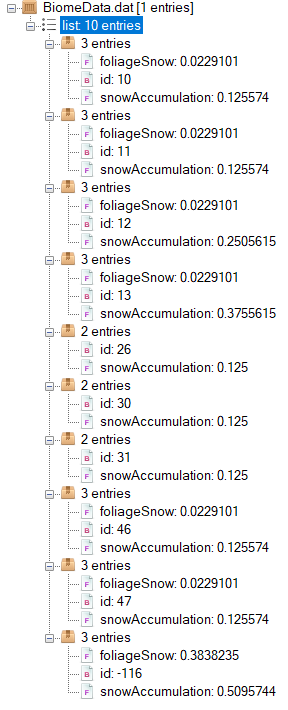 BiomeData.dat [1 entries]
list: 10 entries
3 entries
foliageSnow: 0.0229101
id: 10
snowAccumulation: 0.125574
3 entries
foliageSnow: 0.0229101
id: 11
snowAccumulation: 0.125574
3 entries
foliageSnow: 0.0229101
id: 12
snowAccumulation: 0.2505615
3 entries
foliageSnow: 0.0229101
id: 13
snowAccumulation: 0.3755615
2 entries
id: 26
snowAccumulation: 0.125
2 entries
id: 30
snowAccumulation: 0.125
2 entries
id: 31
snowAccumulation: 0.125
3 entries
foliageSnow: 0.0229101
id: 46
snowAccumulation: 0.125574
3 entries
foliageSnow: 0.0229101
id: 47
snowAccumulation: 0.125574
3 entries
foliageSnow: 0.3838235
id: -116
snowAccumulation: 0.5095744